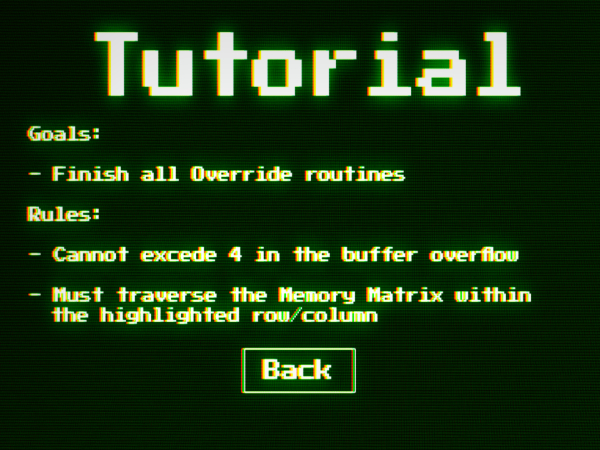 Tutorial
Goals:
- Finish all Override routines
Rules:
- Cannot excede 4 in the buffer overflow
- Must traverse the Memory Matrix within
the highlighted row/column
Back